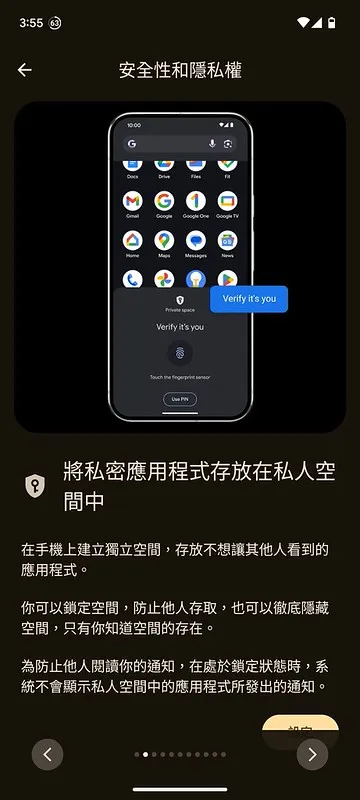 3:55 63
安全性和隱私權
10:00
Docs Drive Files Fit
Gmail Google Google One Google TV
Home Maps Messages News
Private space
Verify it's you
Verify it's you
Touch the fingerprint sensor
Use PIN
將私密應用程式存放在私人空
間中
在手機上建立獨立空間，存放不想讓其他人看到的
應用程式。
你可以鎖定空間，防止他人存取，也可以徹底隱藏
空間，只有你知道空間的存在。
為防止他人閱讀你的通知，在處於鎖定狀態時，系
統不會顯示私人空間中的應用程式所發出的通知。